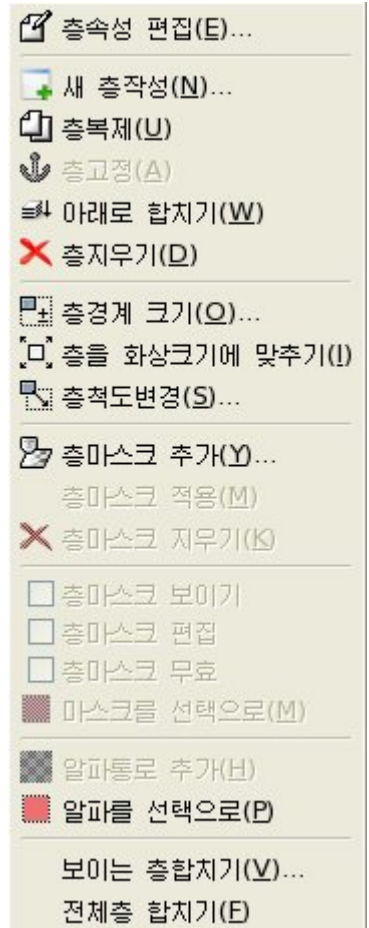 층속성 편집(E)...
새 층작성(N)...
층복제(U)
층고정(A)
아래로 합치기(W)
층지우기(D)
층경계 크기(O)...
층을 화상크기에 맞추기(I)
층척도변경(S)...
층마스크 추가(Y)...
층마스크 적용(M)
층마스크 지우기(K)
층마스크 보이기
층마스크 편집
층마스크 무효
마스크를 선택으로(M)
알파통로 추가(H)
알파를 선택으로(P)
보이는 층합치기(V)...
전체층 합치기(F)